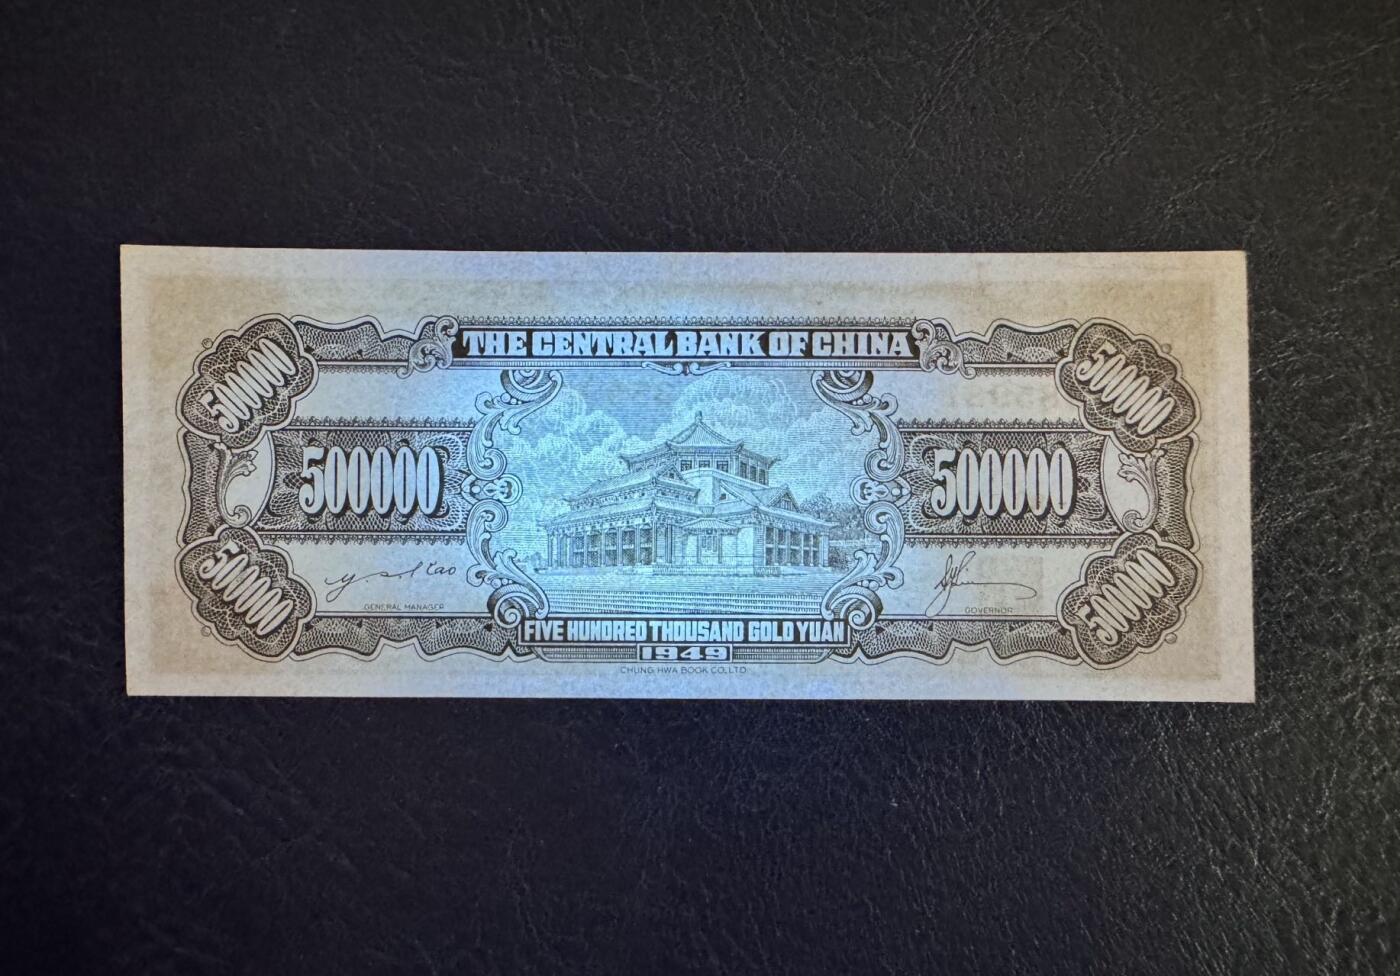 THE CENTRAL BANK OF CHINA
500000 500000
500000 500000
500000 500000
GENERAL MANAGER GOVERNOR
FIVE HUNDRED THOUSAND GOLD YUAN
1949
CHUNG HWA BOOK CO., LTD.